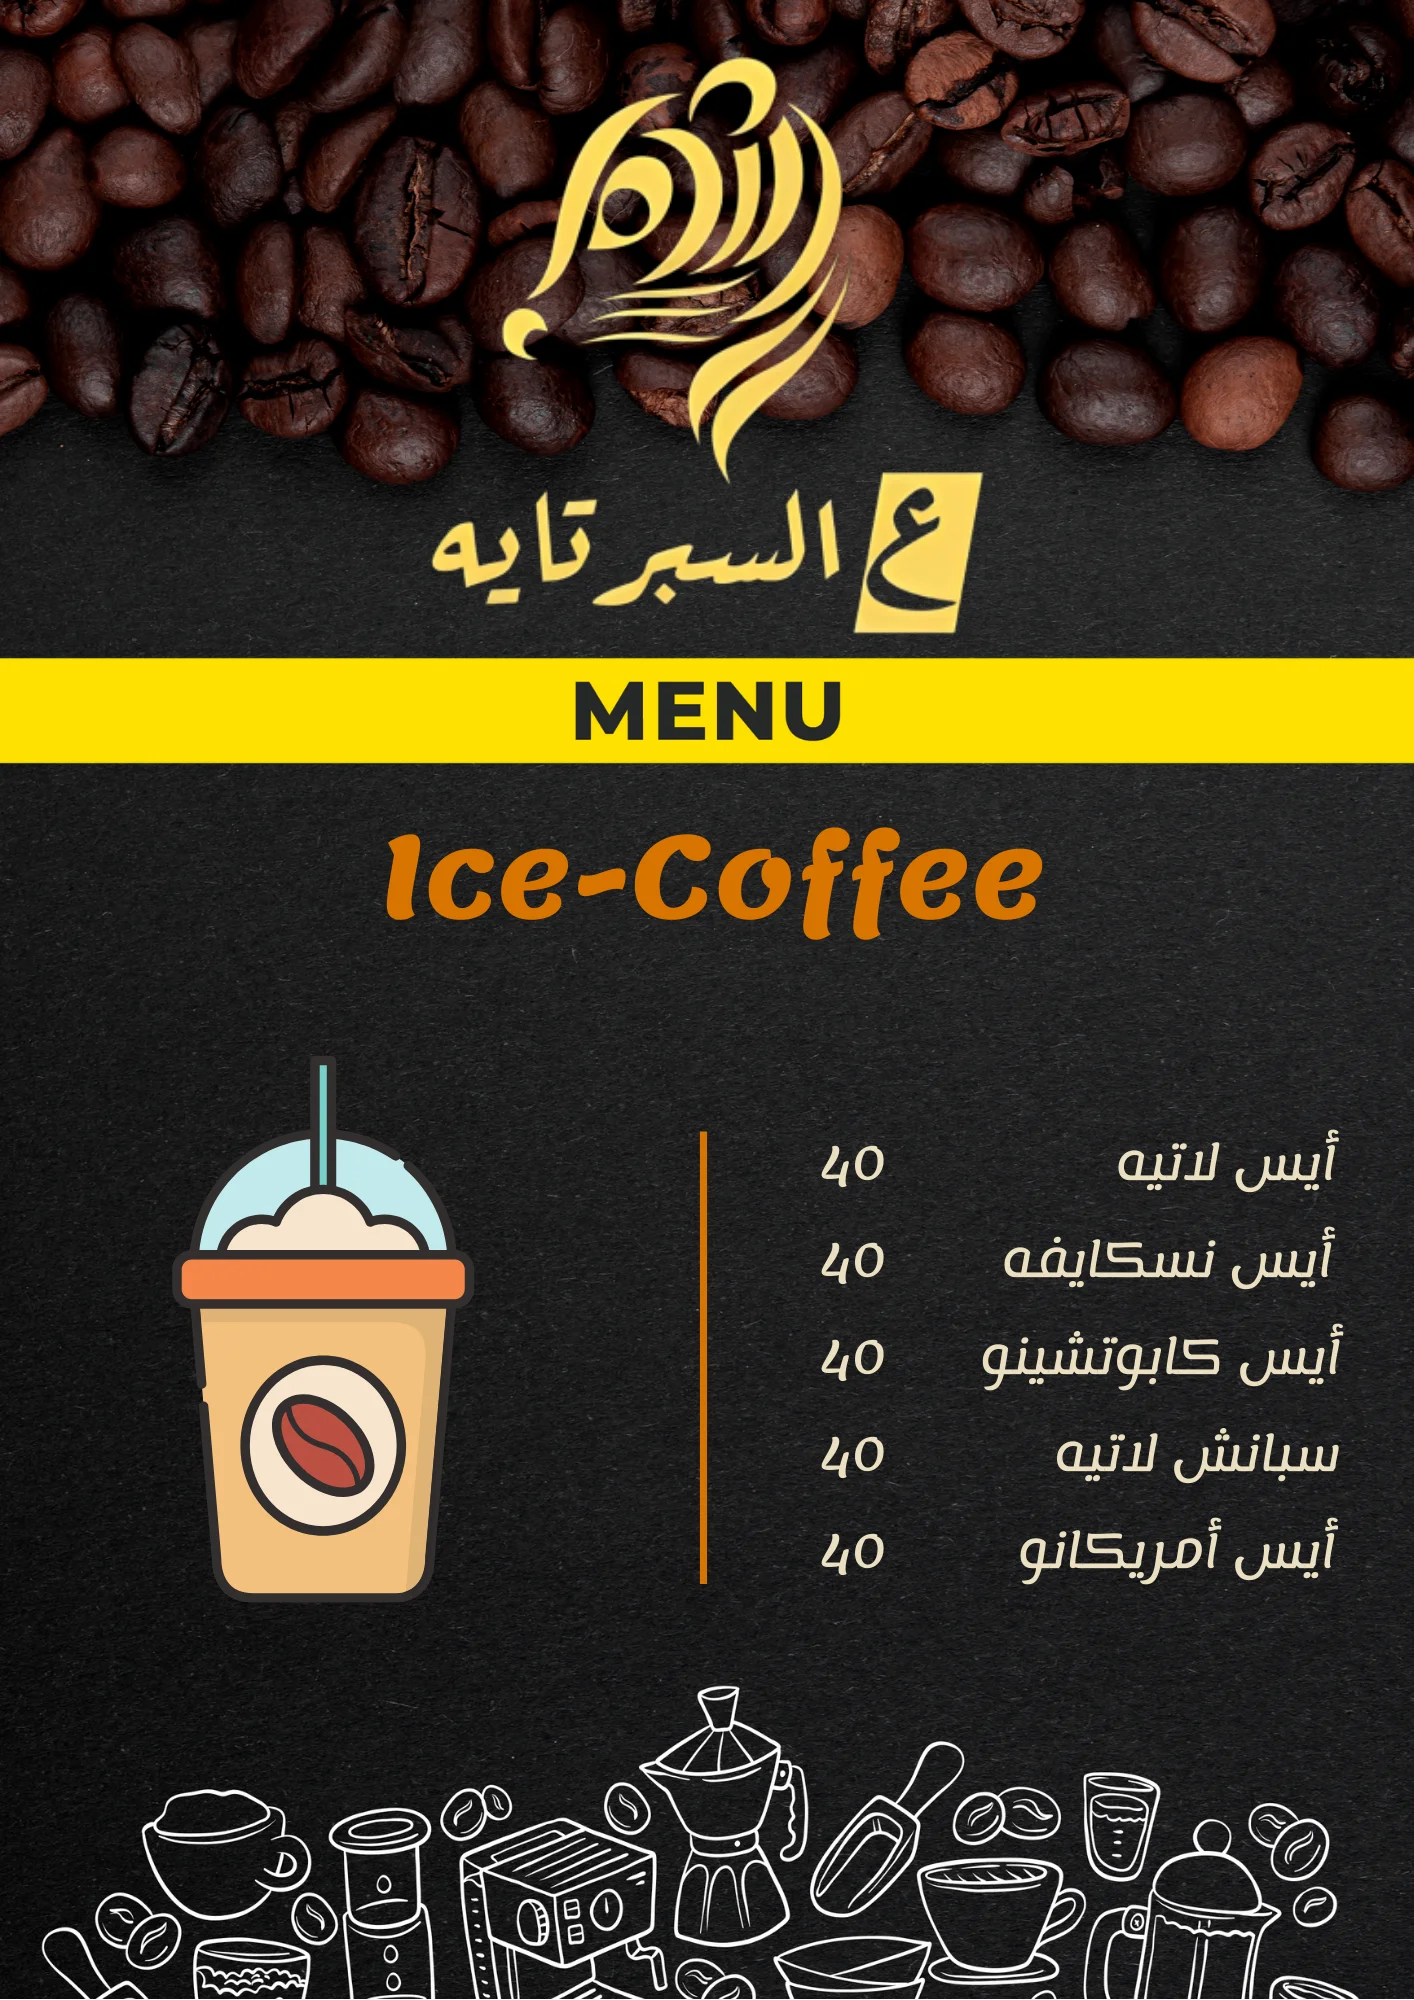 ع السبرتايه
MENU
Ice-Coffee
أيس لاتيه 40
أيس نسكايفه 40
أيس كابوتشينو 40
سبانش لاتيه 40
أيس أمريكانو 40